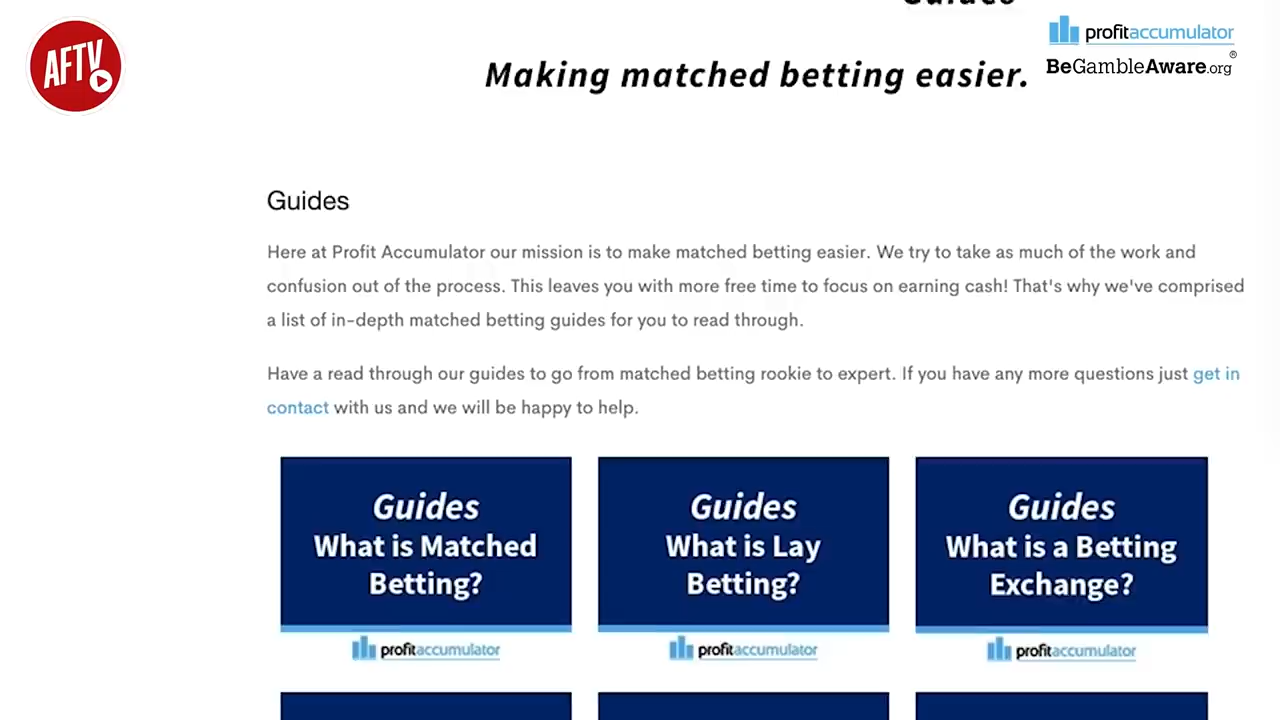 Guides
AFTV
profitaccumulator
BeGambleAware.org®
Making matched betting easier.
Guides
Here at Profit Accumulator our mission is to make matched betting easier. We try to take as much of the work and
confusion out of the process. This leaves you with more free time to focus on earning cash! That's why we've comprised
a list of in-depth matched betting guides for you to read through.
Have a read through our guides to go from matched betting rookie to expert. If you have any more questions just get in
contact with us and we will be happy to help.
Guides
What is Matched
Betting?
profitaccumulator
Guides
What is Lay
Betting?
profitaccumulator
Guides
What is a Betting
Exchange?
profitaccumulator